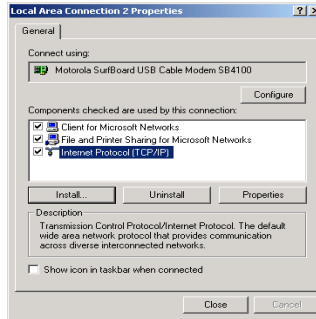 Local Area Connection 2 Properties
General
Connect using:
Motorola SurfBoard USB Cable Modem SB4100
Configure
Components checked are used by this connection:
Client for Microsoft Networks
File and Printer Sharing for Microsoft Networks
Internet Protocol (TCP/IP)
Install... Uninstall Properties
Description
Transmission Control Protocol/Internet Protocol. The default
wide area network protocol that provides communication
across diverse interconnected networks.
Show icon in taskbar when connected
Close Cancel